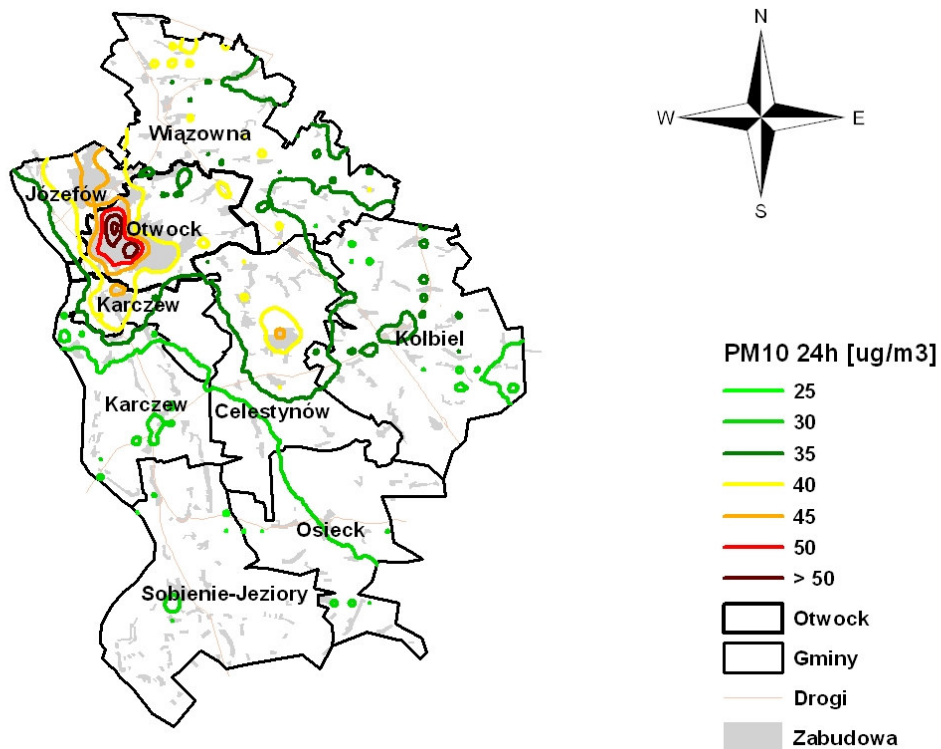 N
W
E
S
Wiązowna
Józefów
Otwock
Karczew
Kołbiel
Karczew
Celestynów
Osieck
Sobienie-Jeziory
PM10 24h [ug/m3]
25
30
35
40
45
50
> 50
Otwock
Gminy
Drogi
Zabudowa